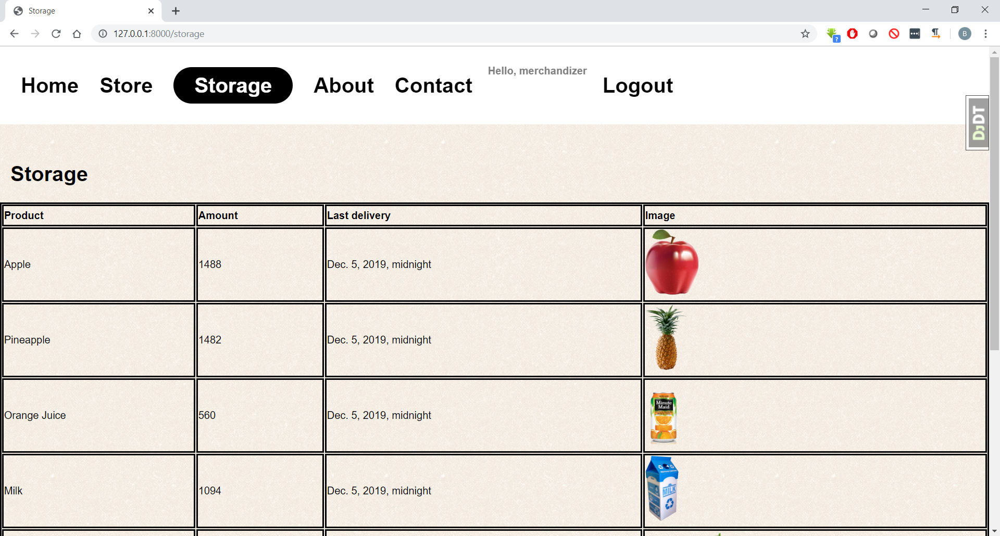 Storage
127.0.0.1:8000/storage
?
B
Home Store Storage About Contact Hello, merchandizer Logout
DJDT
Storage
Product Amount Last delivery Image
Apple 1488 Dec. 5, 2019, midnight
Pineapple 1482 Dec. 5, 2019, midnight
Orange Juice 560 Dec. 5, 2019, midnight
Minute
Maid
Milk 1094 Dec. 5, 2019, midnight
MILK